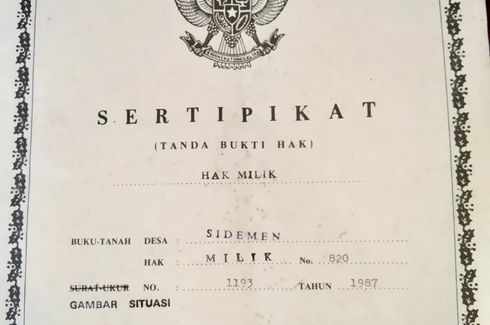 SERTIPIKAT
(TANDA BUKTI HAK)
HAK MILIK
BUKU-TANAH DESA : SIDEMEN
HAK : MILIK No. 820
SURAT-UKUR NO. : 1193 TAHUN 1987
GAMBAR SITUASI